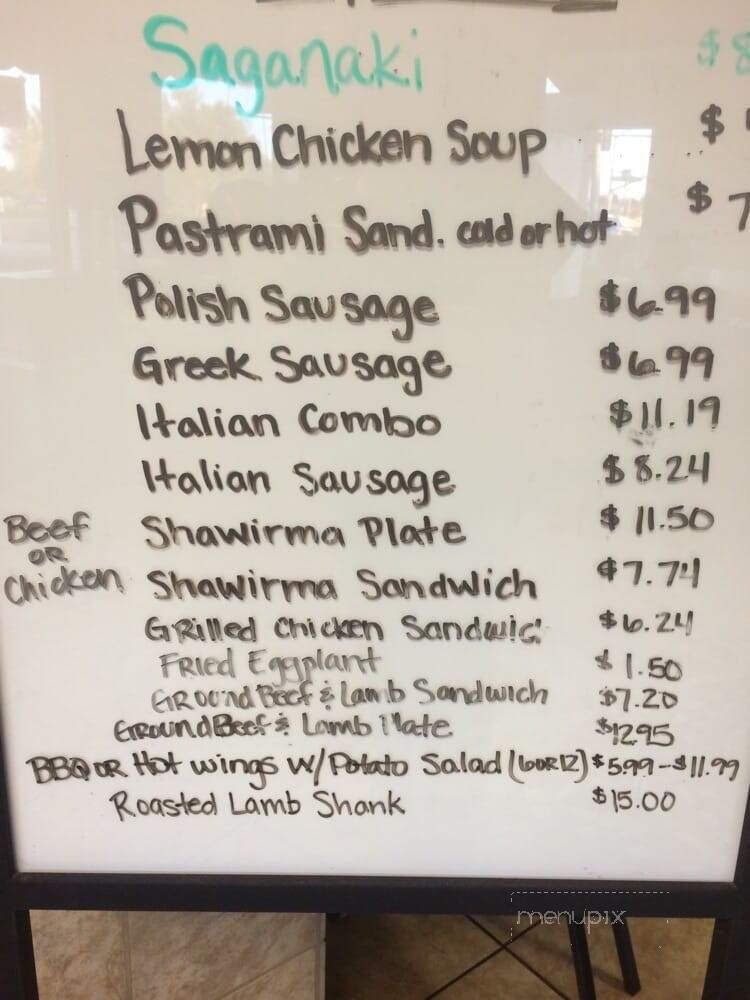 Saganaki $8
Lemon Chicken Soup $
Pastrami Sand. cold or hot $7
Polish Sausage $6.99
Greek Sausage $6.99
Italian Combo $11.19
Italian Sausage $8.24
Beef OR Chicken
Shawirma Plate $11.50
Shawirma Sandwich $7.74
GRilled Chicken Sandwic $6.24
FRied Eggplant $1.50
GROUND Beef & Lamb Sandwich $7.20
GROUND Beef & Lamb Plate $12.95
BBQ OR Hot wings w/Potato Salad (6 OR 12) $5.99-$11.99
Roasted Lamb Shank $15.00
menupix